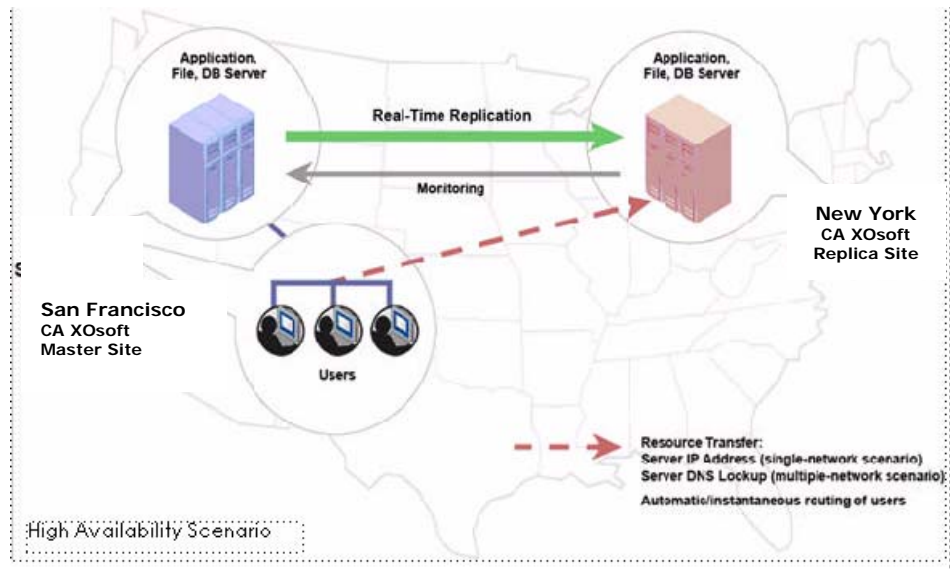 Application,
File, DB Server
Application,
File, DB Server
Real-Time Replication
Monitoring
New York
CA XOsoft
Replica Site
San Francisco
CA XOsoft
Master Site
Users
Resource Transfer:
Server IP Address (single-network scenario)
Server DNS Lookup (multiple-network scenario)
Automatic/instantaneous routing of users
High Availability Scenario